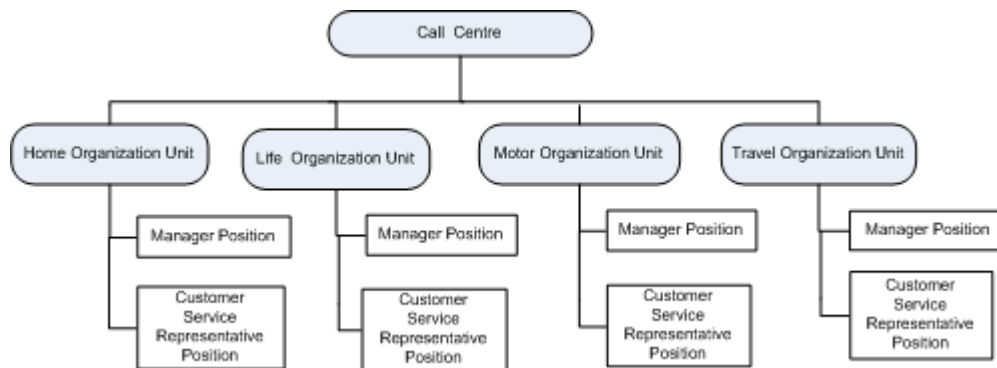 Call Centre
Home Organization Unit
Life Organization Unit
Motor Organization Unit
Travel Organization Unit
Manager Position
Manager Position
Manager Position
Manager Position
Customer
Service
Representative
Position
Customer
Service
Representative
Position
Customer
Service
Representative
Position
Customer
Service
Representative
Position